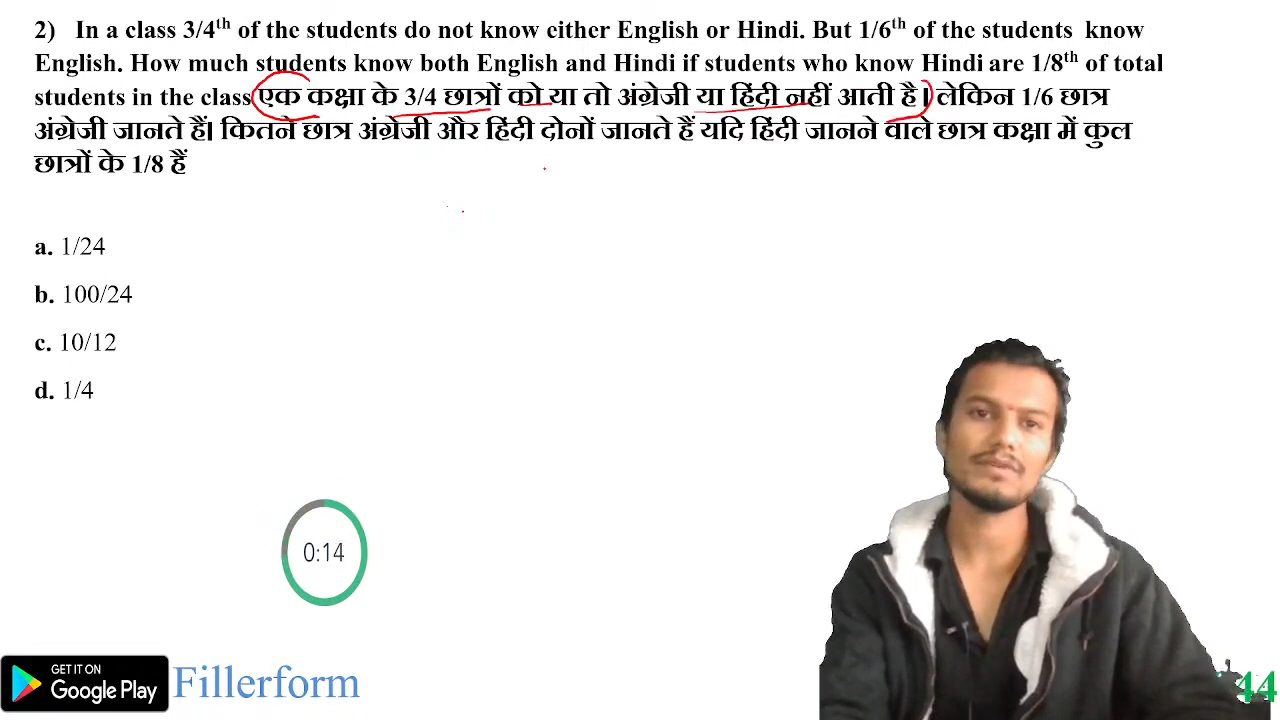 2) In a class 3/4th of the students do not know either English or Hindi. But 1/6th of the students know
English. How much students know both English and Hindi if students who know Hindi are 1/8th of total
students in the class एक कक्षा के 3/4 छात्रों को या तो अंग्रेजी या हिंदी नहीं आती है। लेकिन 1/6 छात्र
अंग्रेजी जानते हैं। कितने छात्र अंग्रेजी और हिंदी दोनों जानते हैं यदि हिंदी जानने वाले छात्र कक्षा में कुल
छात्रों के 1/8 हैं
a. 1/24
b. 100/24
c. 10/12
d. 1/4
0:14
GET IT ON
Google Play
Fillerform
44